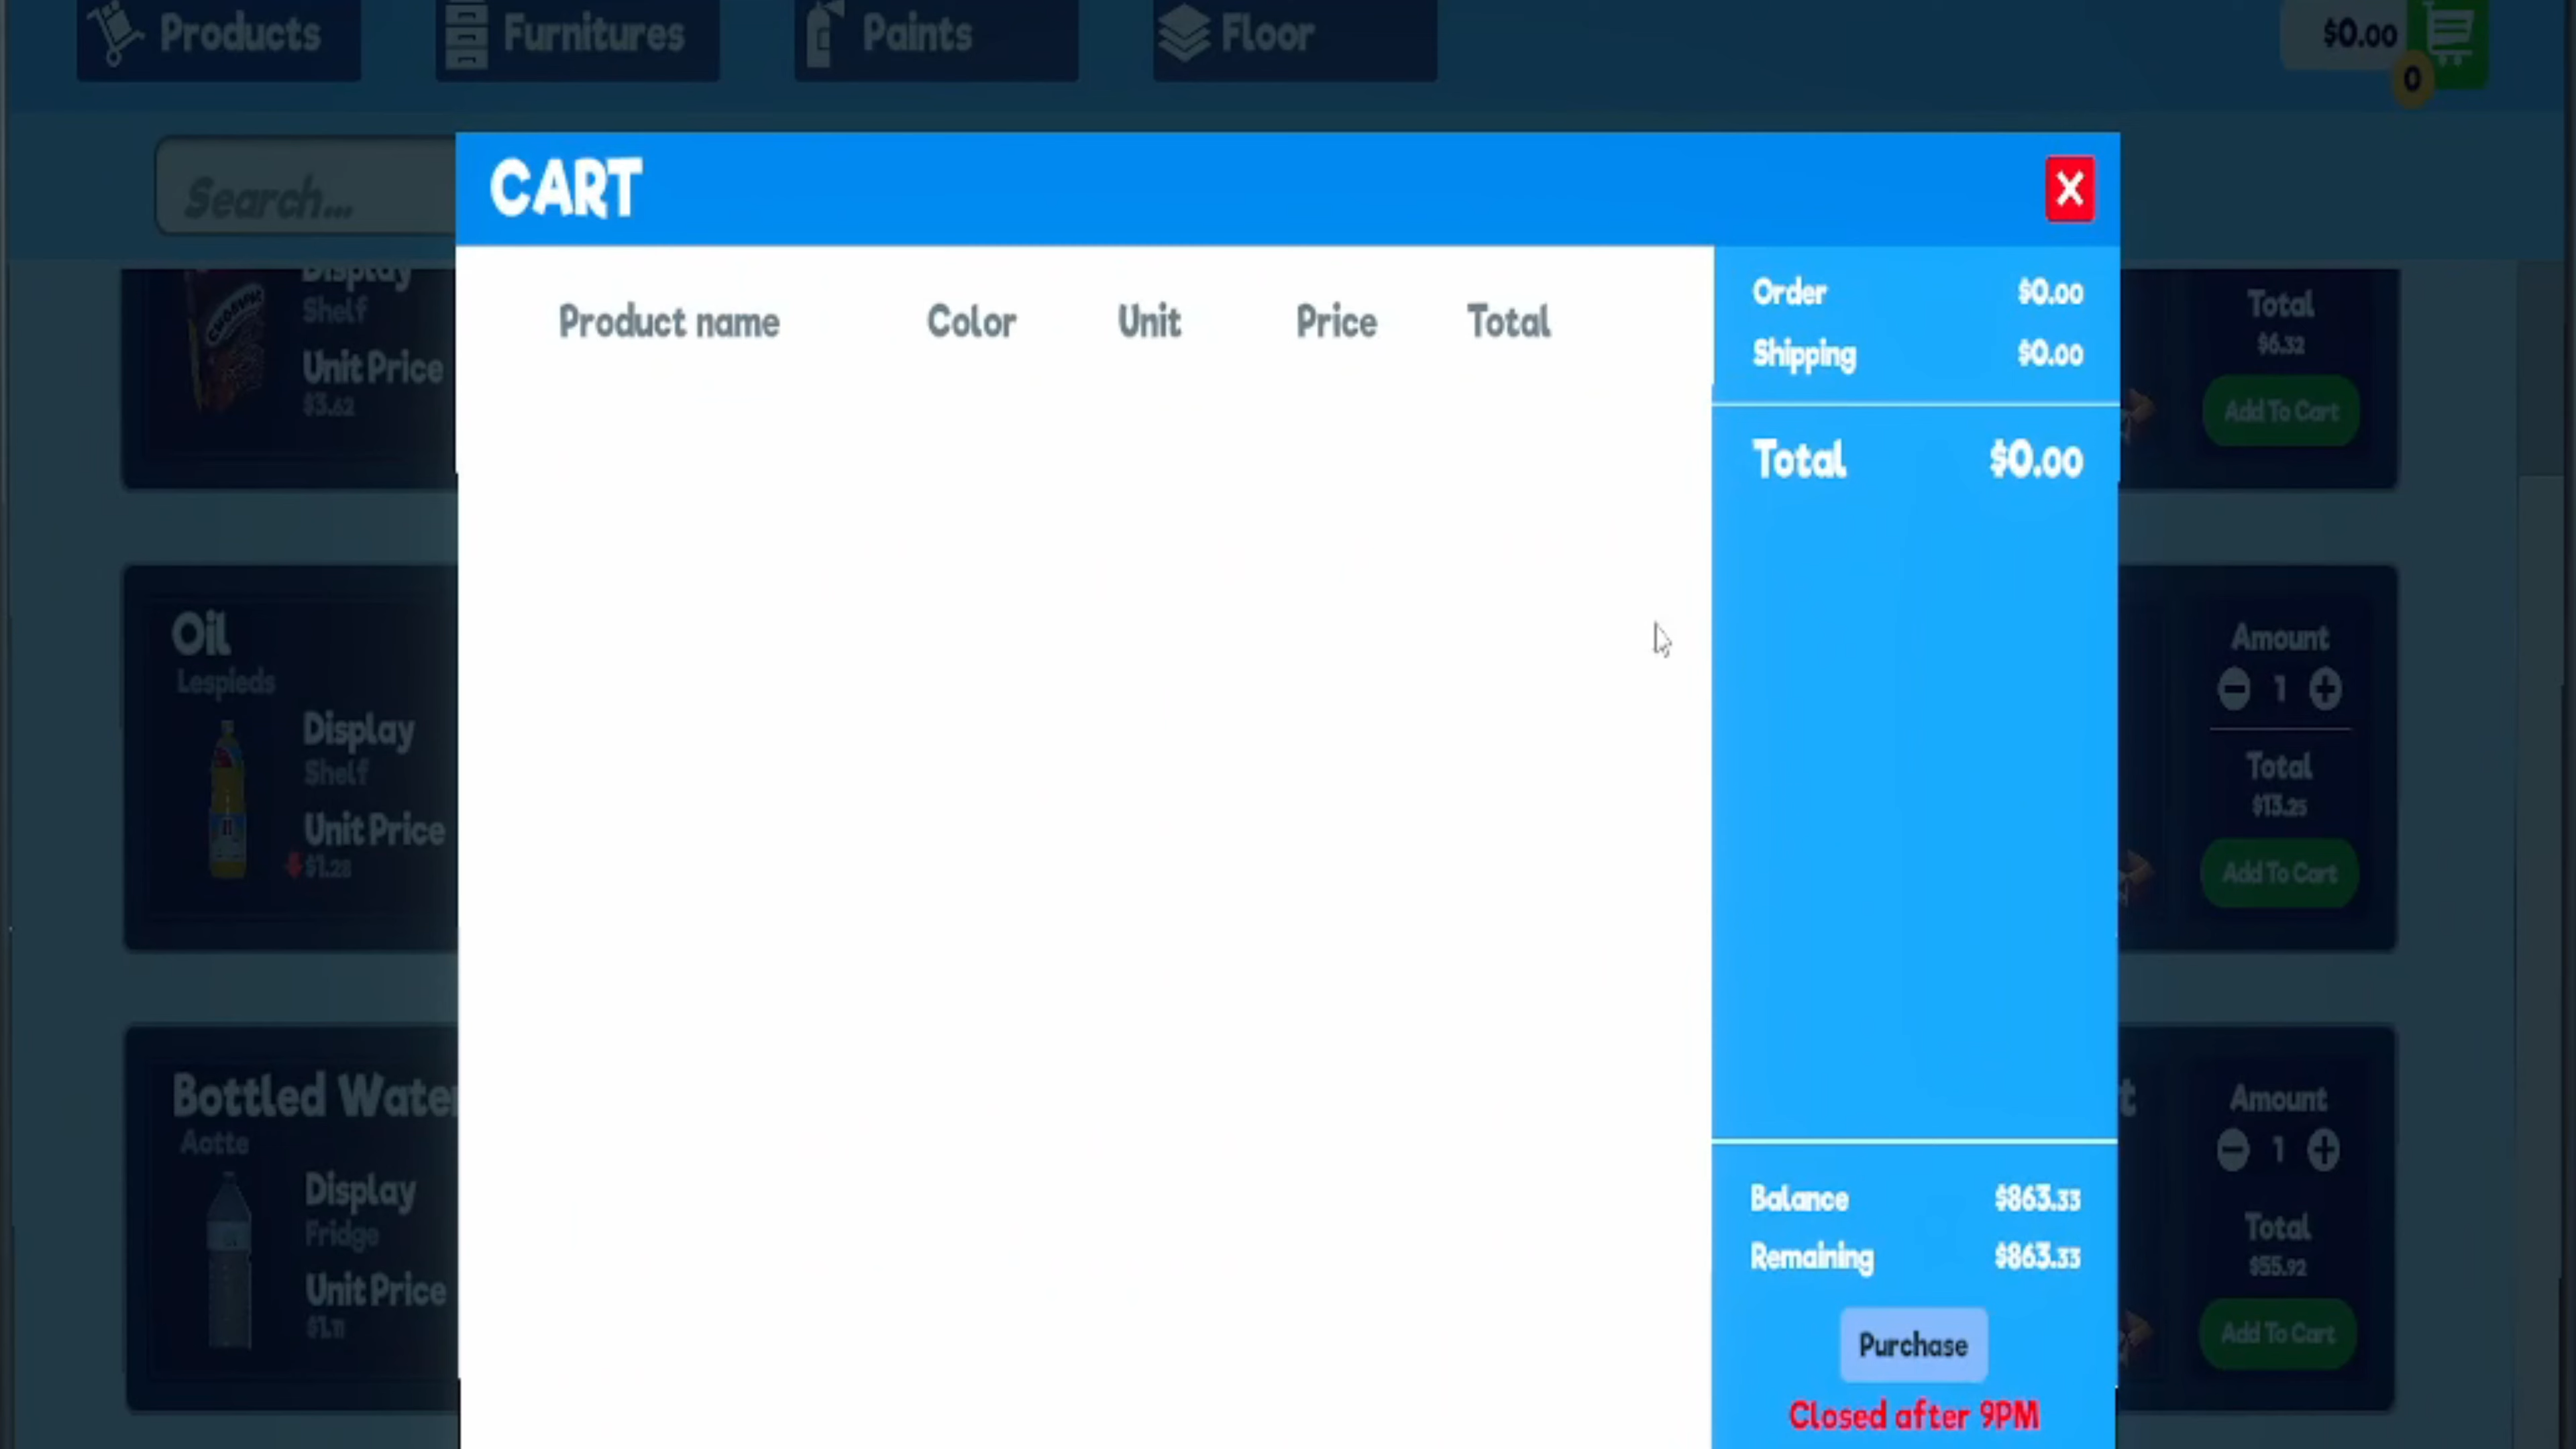 Products
Furnitures
Paints
Floor
$0.00
0
Search...
CART
X
Product name
Color
Unit
Price
Total
Order
$0.00
Shipping
$0.00
Total
$0.00
Balance
$863.33
Remaining
$863.33
Purchase
Closed after 9PM
Display
Shelf
Unit Price
$3.62
Total
$6.32
Add To Cart
Oil
Lespieds
Display
Shelf
Unit Price
$1.28
Amount
1
Total
$13.25
Add To Cart
Bottled Water
Aotte
Display
Fridge
Unit Price
$1.11
t
Amount
1
Total
$55.92
Add To Cart